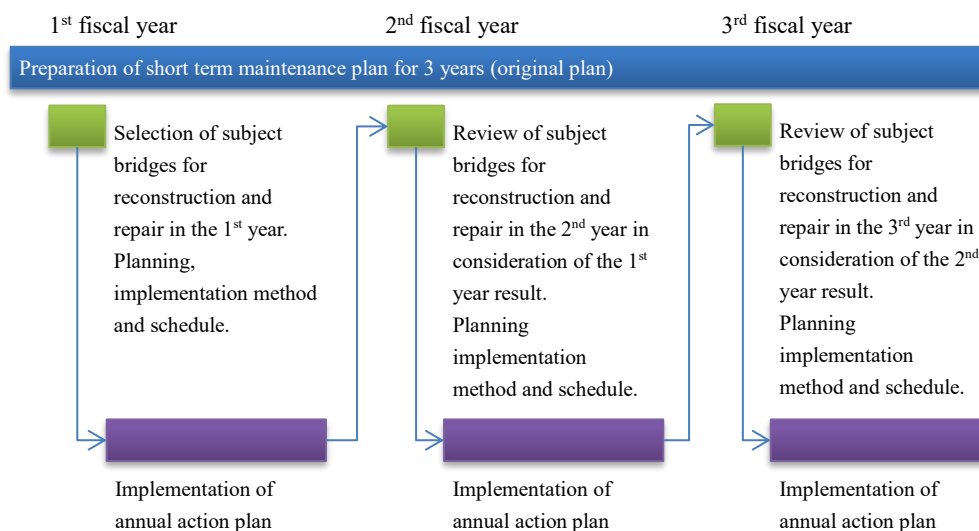 1st fiscal year
2nd fiscal year
3rd fiscal year
Preparation of short term maintenance plan for 3 years (original plan)
Selection of subject
bridges for
reconstruction and
repair in the 1st year.
Planning,
implementation method
and schedule.
Review of subject
bridges for
reconstruction and
repair in the 2nd year in
consideration of the 1st
year result.
Planning
implementation
method and schedule.
Review of subject
bridges for
reconstruction and
repair in the 3rd year in
consideration of the 2nd
year result.
Planning
implementation
method and schedule.
Implementation of
annual action plan
Implementation of
annual action plan
Implementation of
annual action plan